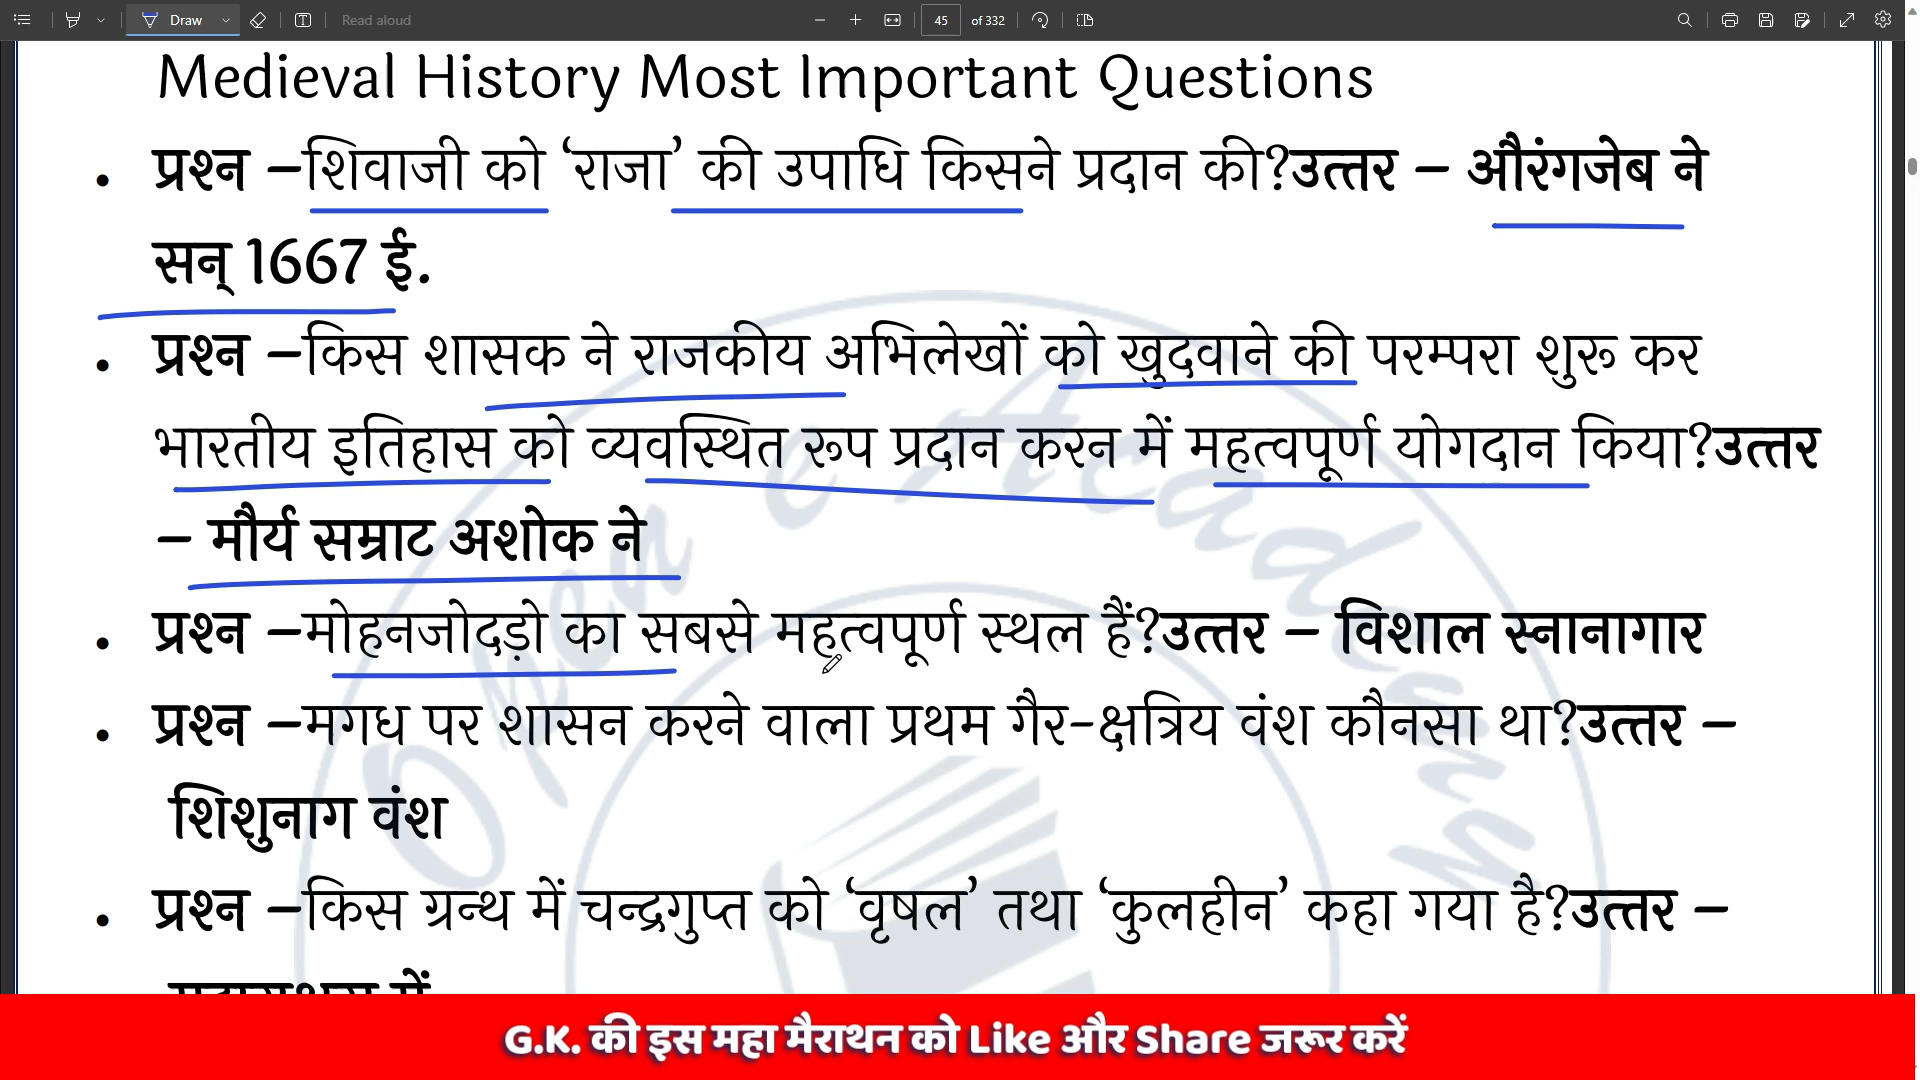 Draw
Read aloud
45 of 332
Medieval History Most Important Questions
• प्रश्न –शिवाजी को ‘राजा’ की उपाधि किसने प्रदान की?उत्तर – औरंगजेब ने
सन् 1667 ई.
• प्रश्न –किस शासक ने राजकीय अभिलेखों को खुदवाने की परम्परा शुरू कर
भारतीय इतिहास को व्यवस्थित रूप प्रदान करन में महत्वपूर्ण योगदान किया?उत्तर
– मौर्य सम्राट अशोक ने
• प्रश्न –मोहनजोदड़ो का सबसे महत्वपूर्ण स्थल हैं?उत्तर – विशाल स्नानागार
• प्रश्न –मगध पर शासन करने वाला प्रथम गैर-क्षत्रिय वंश कौनसा था?उत्तर –
शिशुनाग वंश
• प्रश्न –किस ग्रन्थ में चन्द्रगुप्त को ‘वृषल’ तथा ‘कुलहीन’ कहा गया है?उत्तर –
Open e Academy
G.K. की इस महा मैराथन को Like और Share जरूर करें